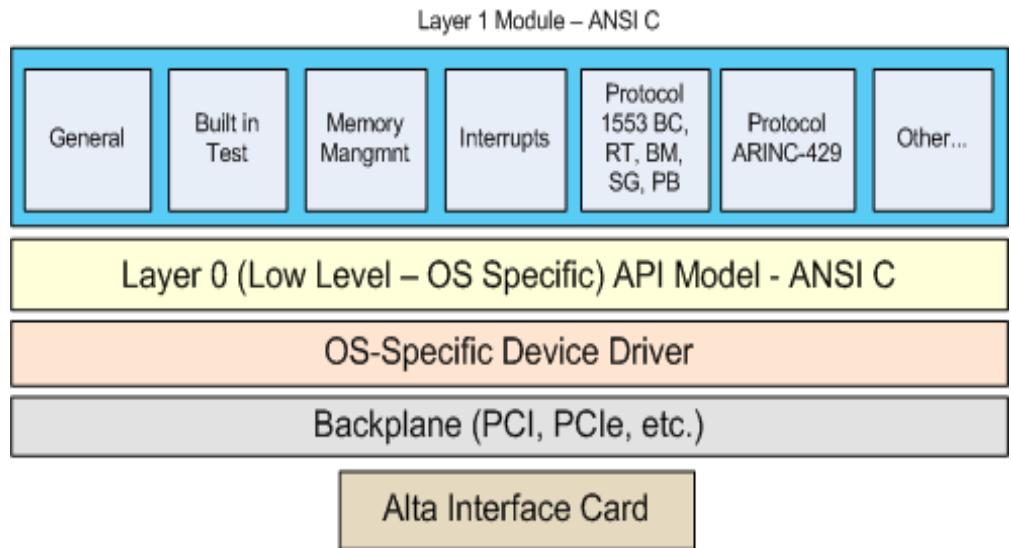 Layer 1 Module – ANSI C
General
Built in
Test
Memory
Mangmnt
Interrupts
Protocol
1553 BC,
RT, BM,
SG, PB
Protocol
ARINC-429
Other...
Layer 0 (Low Level – OS Specific) API Model - ANSI C
OS-Specific Device Driver
Backplane (PCI, PCIe, etc.)
Alta Interface Card